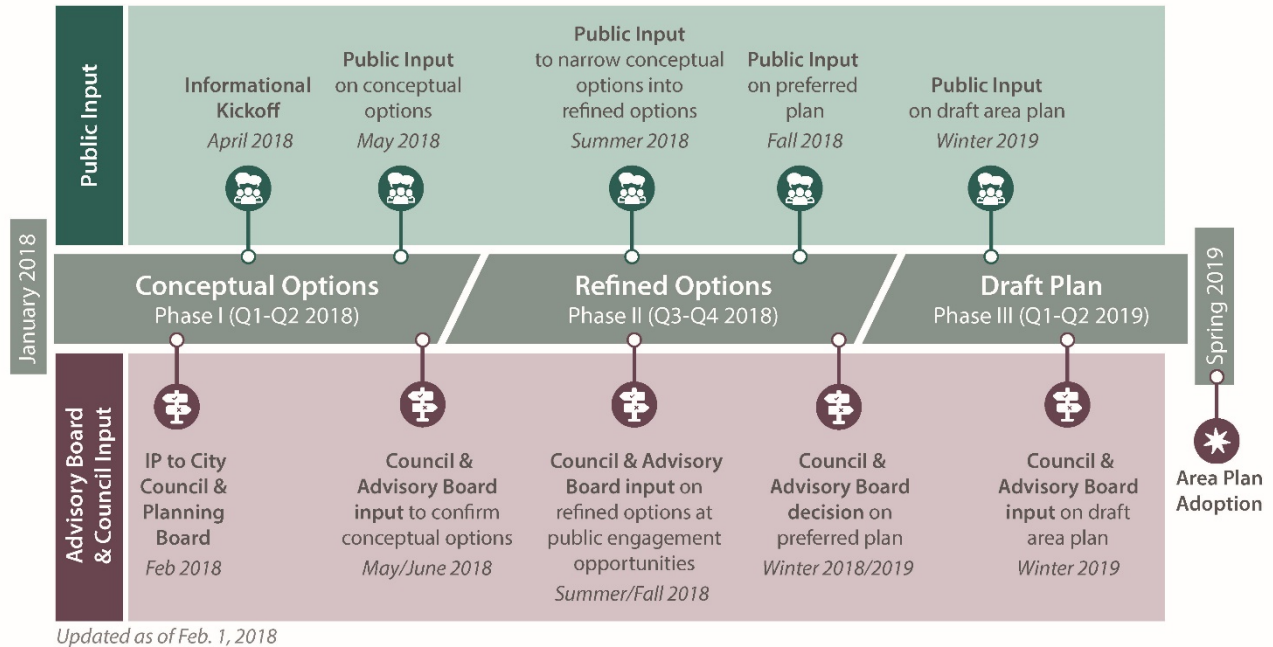 Public Input
Informational
Kickoff
April 2018
Public Input
on conceptual
options
May 2018
Public Input
to narrow conceptual
options into
refined options
Summer 2018
Public Input
on preferred
plan
Fall 2018
Public Input
on draft area plan
Winter 2019
January 2018
Conceptual Options
Phase I (Q1-Q2 2018)
Refined Options
Phase II (Q3-Q4 2018)
Draft Plan
Phase III (Q1-Q2 2019)
Spring 2019
Area Plan
Adoption
Advisory Board
& Council Input
IP to City
Council &
Planning
Board
Feb 2018
Council &
Advisory Board
input to confirm
conceptual options
May/June 2018
Council & Advisory
Board input on
refined options at
public engagement
opportunities
Summer/Fall 2018
Council &
Advisory Board
decision on
preferred plan
Winter 2018/2019
Council &
Advisory Board
input on draft
area plan
Winter 2019
Updated as of Feb. 1, 2018